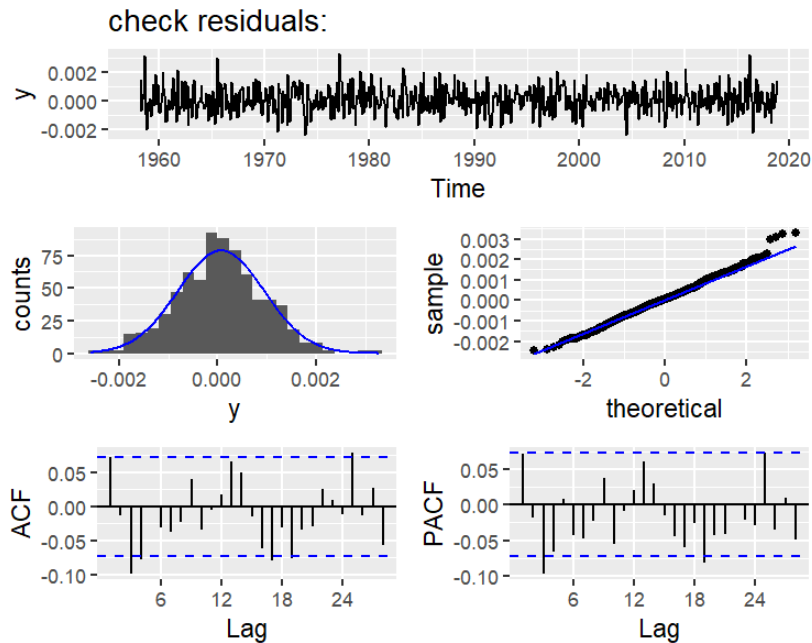 check residuals:
0.002
0.000
-0.002
y
1960 1970 1980 1990 2000 2010 2020
Time
75
50
25
0
counts
-0.002 0.000 0.002
y
0.003
0.002
0.001
0.000
-0.001
-0.002
sample
-2 0 2
theoretical
0.05
0.00
-0.05
-0.10
ACF
6 12 18 24
Lag
0.05
0.00
-0.05
-0.10
PACF
6 12 18 24
Lag